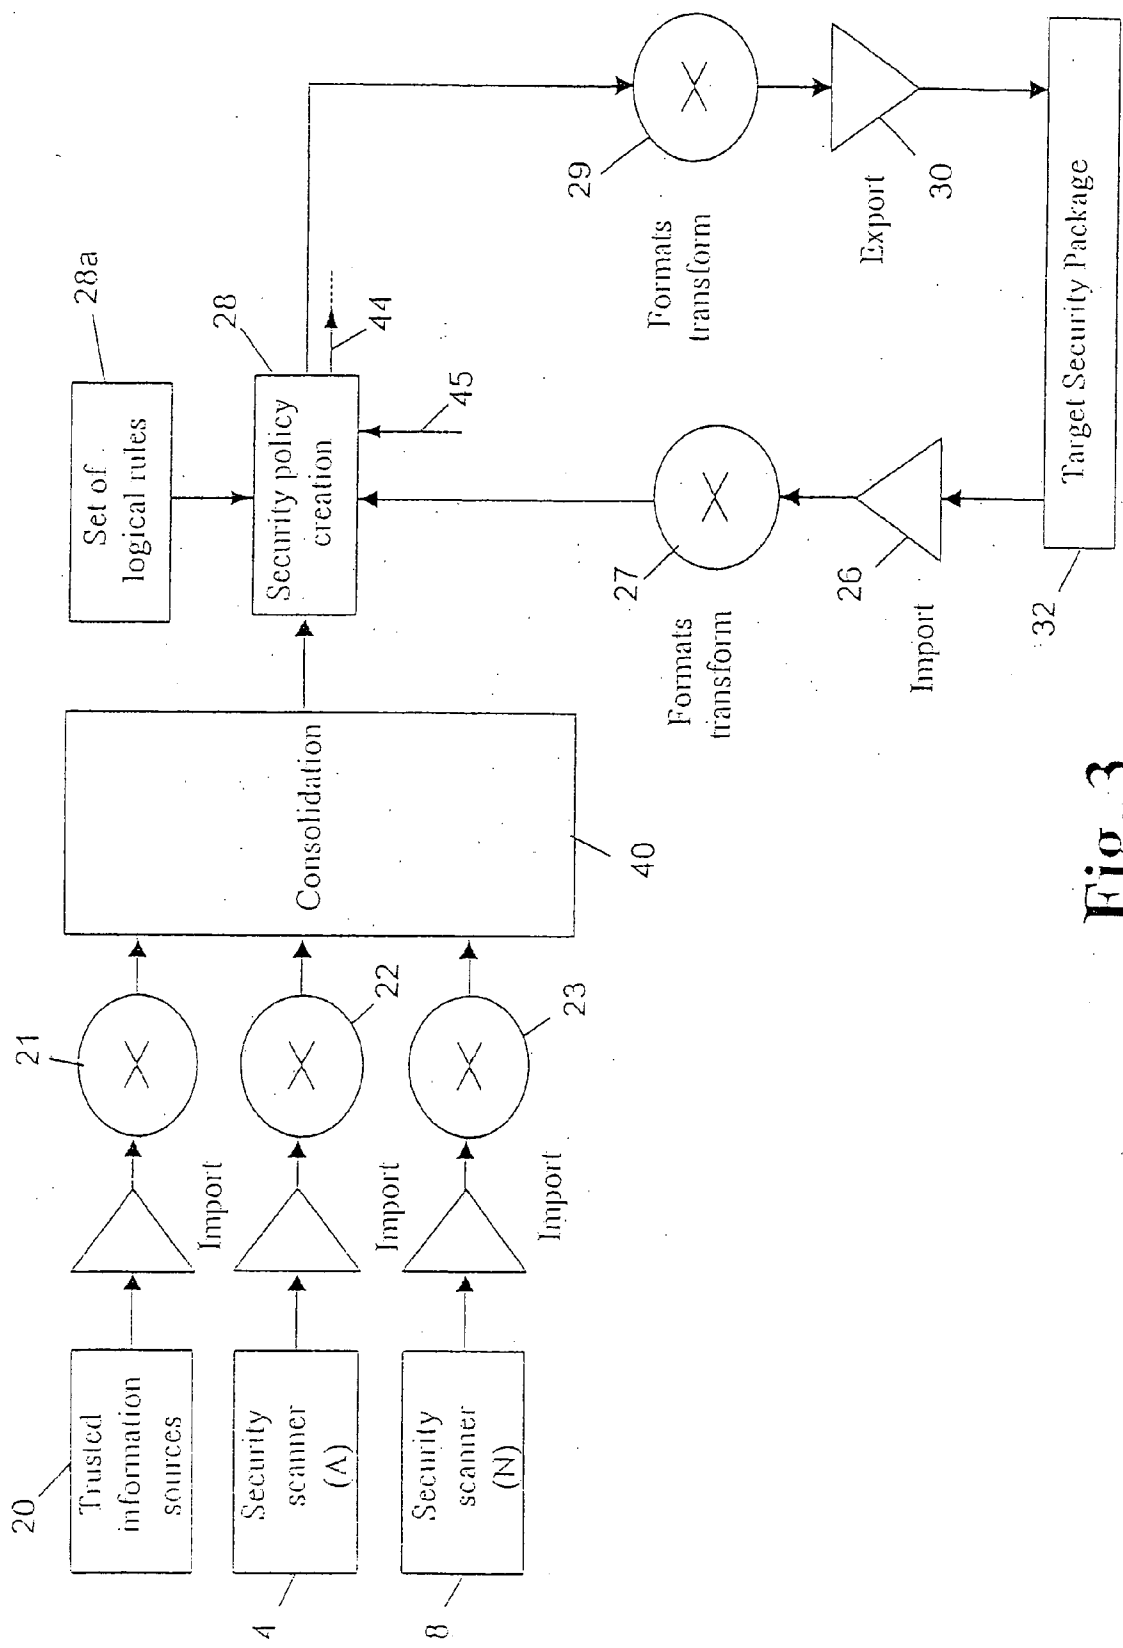 20
Trusted
information
sources
Import
21
4
Security
scanner
(A)
Import
22
8
Security
scanner
(N)
Import
23
Consolidation
40
Set of
logical rules
28a
Security policy
creation
28
44
45
Formats
transform
27
Import
26
Formats
transform
29
Export
30
Target Security Package
32
Fig. 3